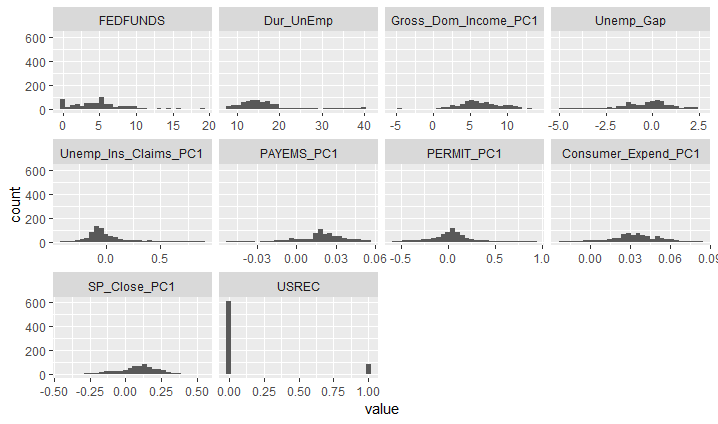 FEDFUNDS Dur_UnEmp Gross_Dom_Income_PC1 Unemp_Gap
600
400
200
0
0 5 10 15 20 10 20 30 40 -5 0 5 10 -5.0 -2.5 0.0 2.5
Unemp_Ins_Claims_PC1 PAYEMS_PC1 PERMIT_PC1 Consumer_Expend_PC1
count
600
400
200
0
0.0 0.5 -0.03 0.00 0.03 0.06 -0.5 0.0 0.5 1.0 0.00 0.03 0.06 0.09
SP_Close_PC1 USREC
600
400
200
0
-0.50 -0.25 0.00 0.25 0.50 0.00 0.25 0.50 0.75 1.00
value